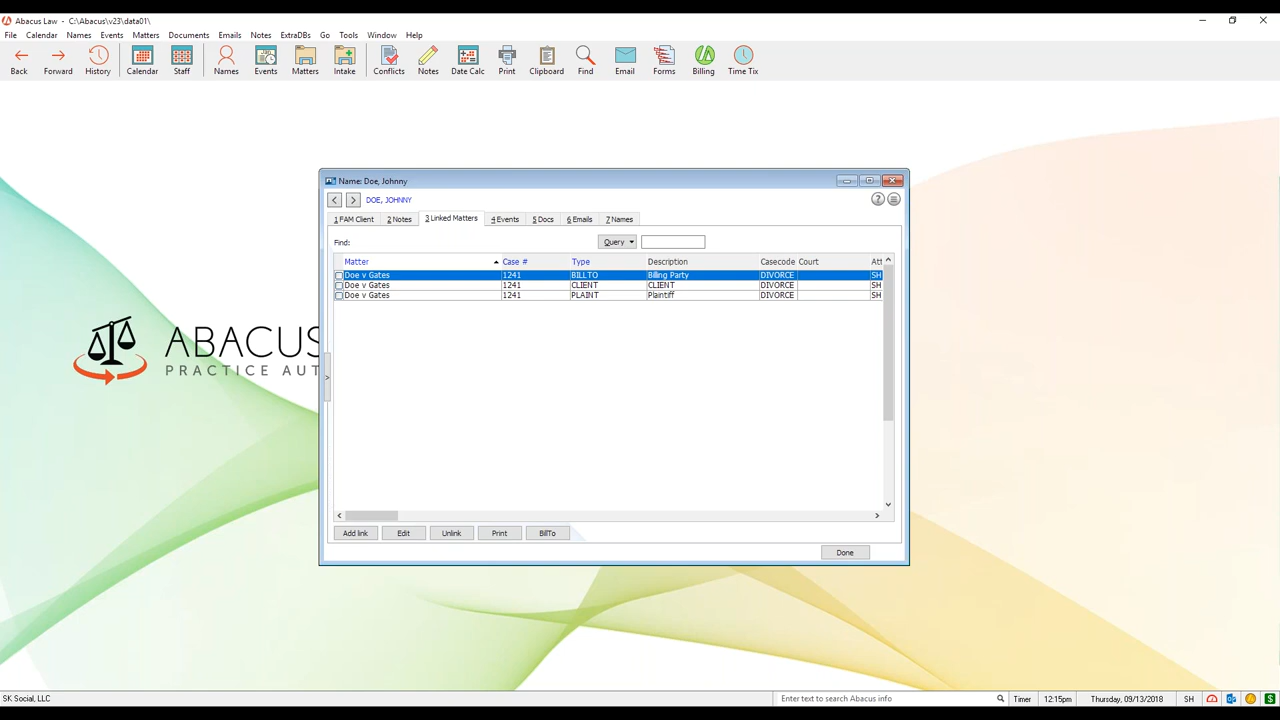 Abacus Law - C:\Abacus\v23\data01\
File Calendar Names Events Matters Documents Emails Notes ExtraDBs Go Tools Window Help
Back Forward History Calendar Staff Names Events Matters Intake Conflicts Notes Date Calc Print Clipboard Find Email Forms Billing Time Tix
Name: Doe, Johnny
< > DOE, JOHNNY
1 FAM Client 2 Notes 3 Linked Matters 4 Events 5 Docs 6 Emails 7 Names
Find: Query
Matter Case # Type Description Casecode Court Att
Doe v Gates 1241 BILLTO Billing Party DIVORCE SH
Doe v Gates 1241 CLIENT CLIENT DIVORCE SH
Doe v Gates 1241 PLAINT Plaintiff DIVORCE SH
ABACUS
PRACTICE AUT
Add link Edit Unlink Print BillTo
Done
SK Social, LLC Enter text to search Abacus info Timer 12:15pm Thursday, 09/13/2018 SH